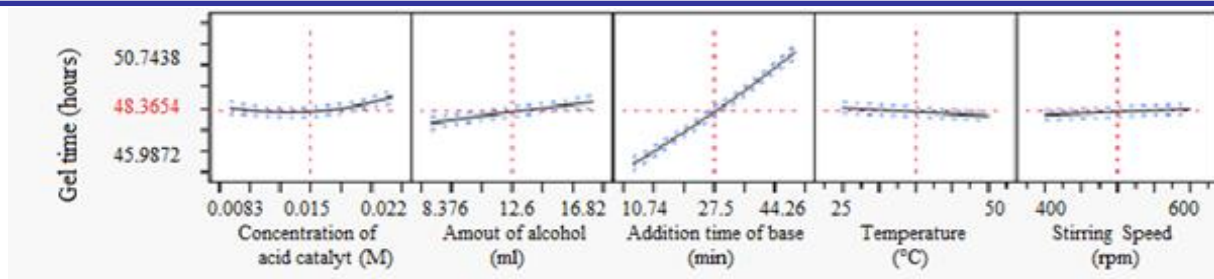 Gel time (hours)
50.7438
48.3654
45.9872
0.0083 0.015 0.022 8.376 12.6 16.82 10.74 27.5 44.26 25 50 400 600
Concentration of Amout of alcohol Addition time of base Temperature Stirring Speed
acid catalyt (M) (ml) (min) (°C) (rpm)